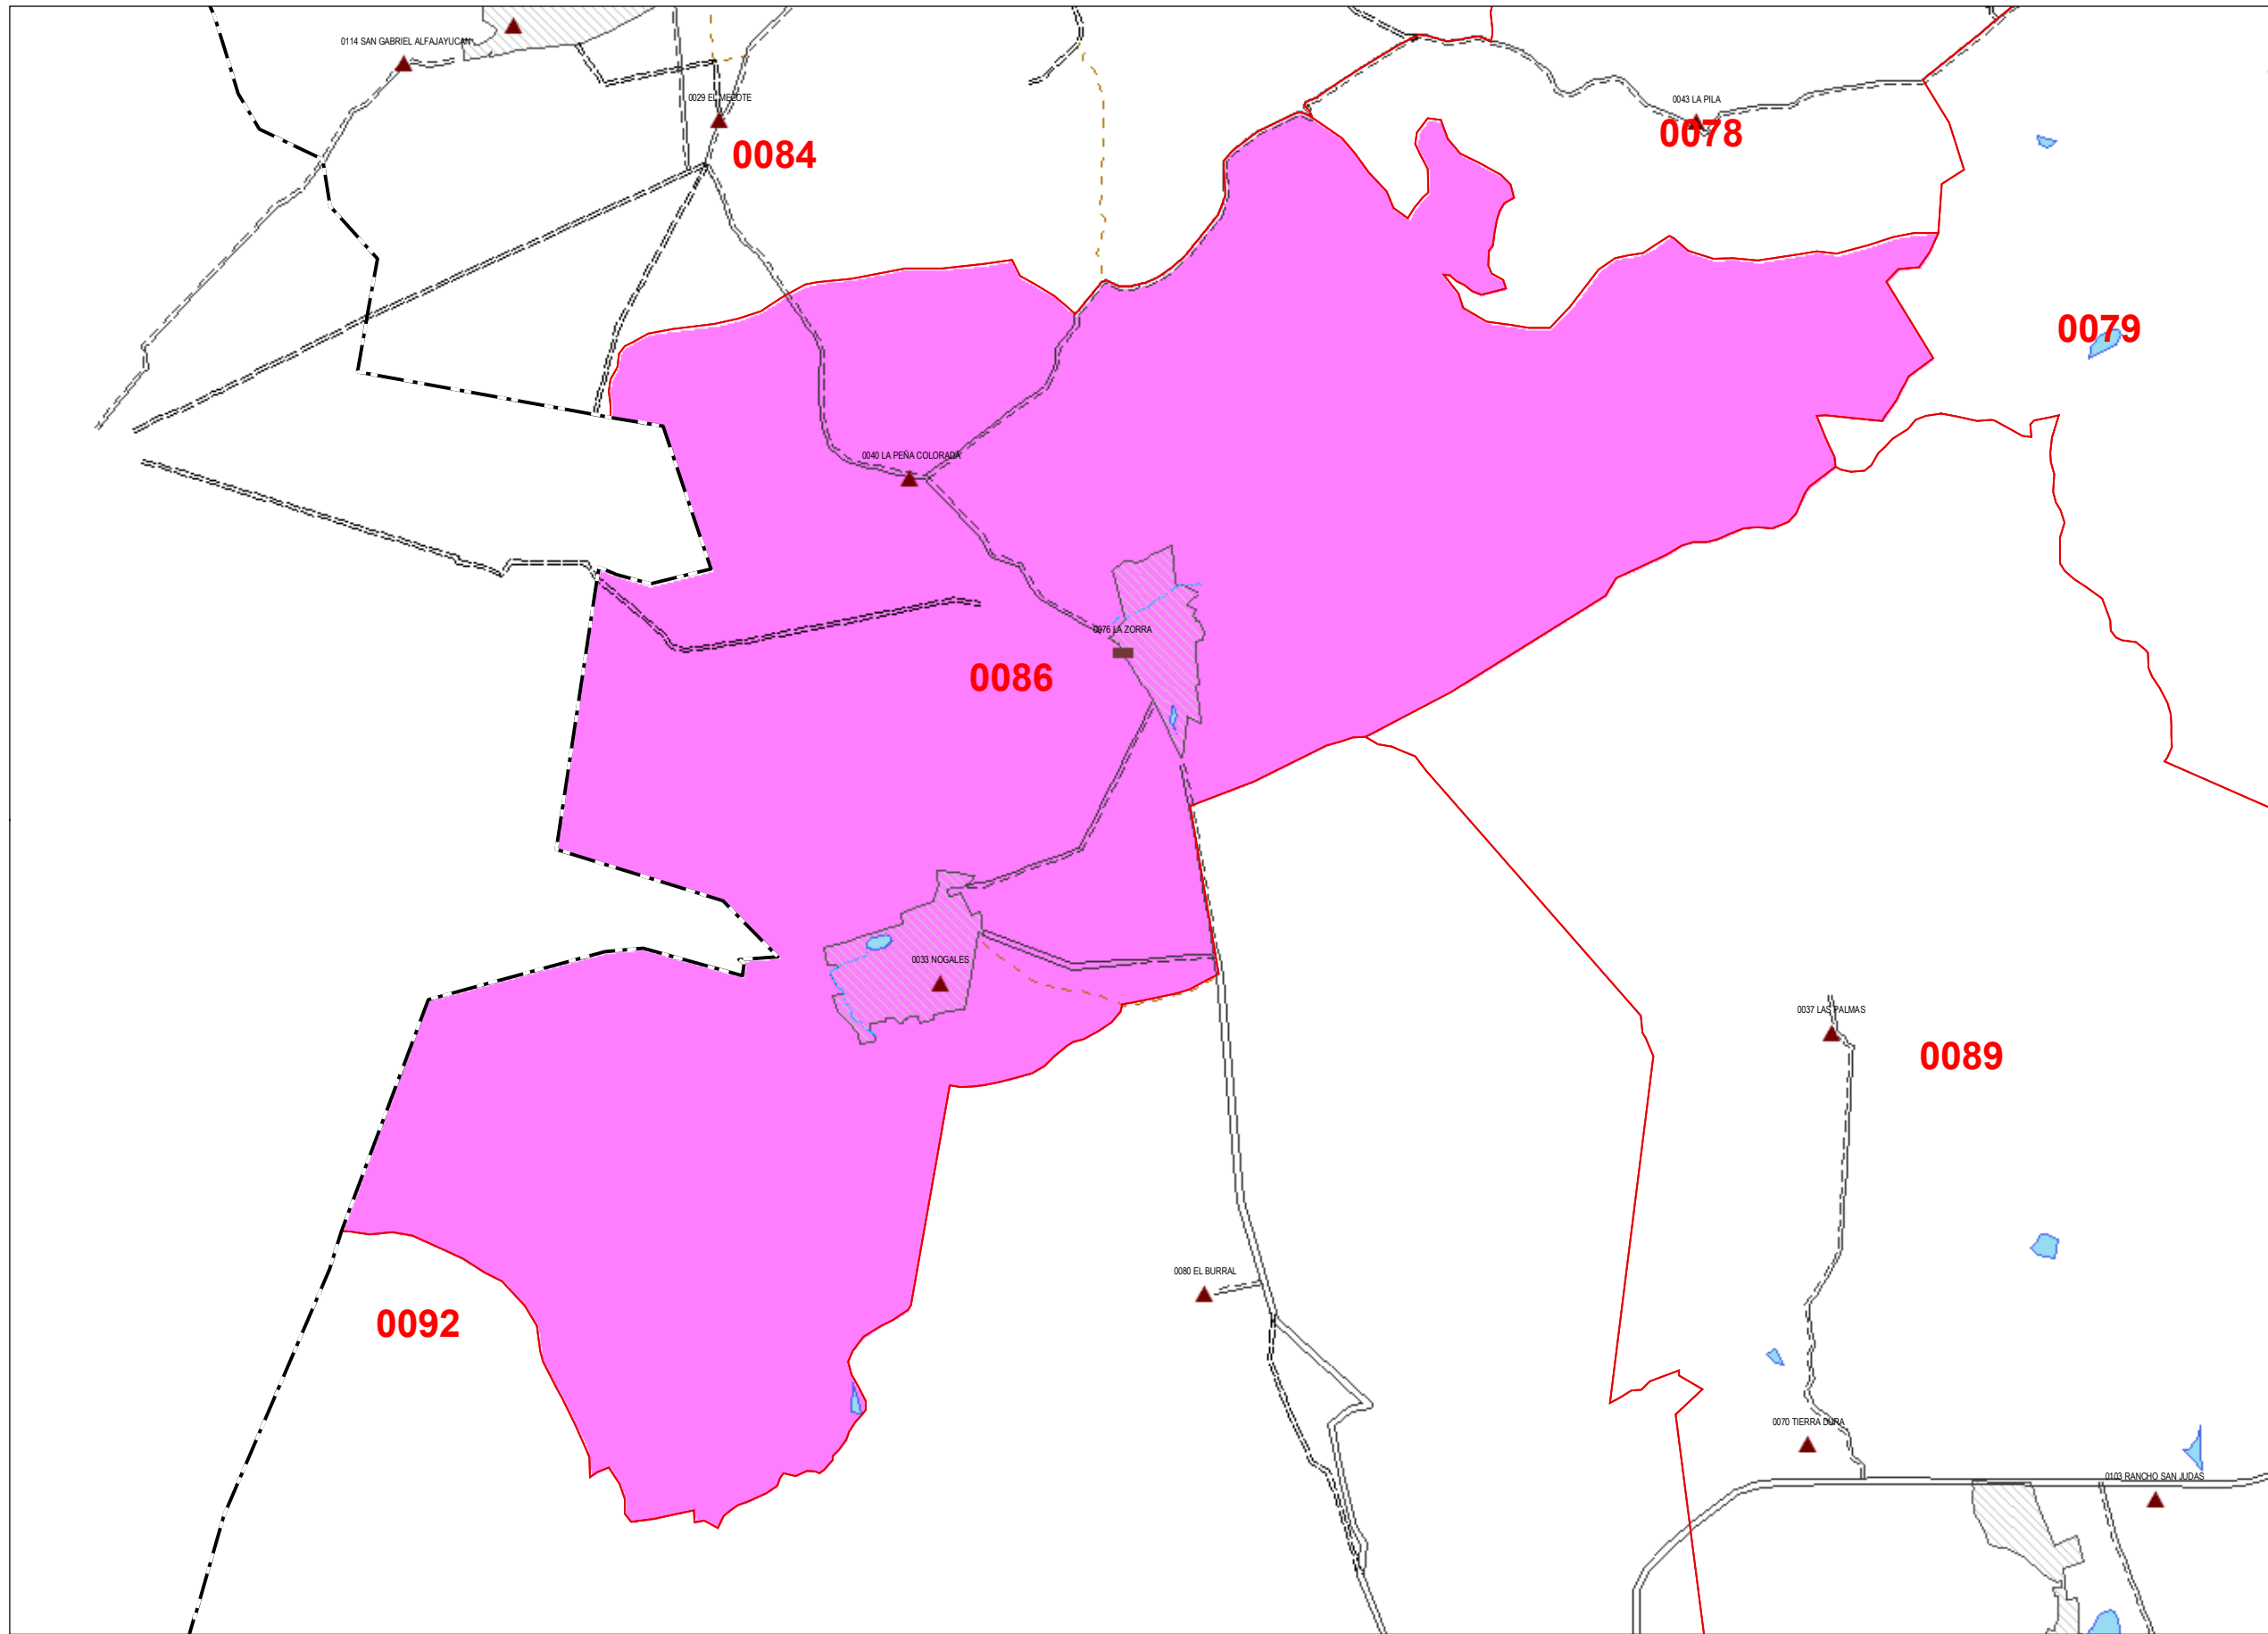 0114 SAN GABRIEL ALFAJAYUCAN
0029 EL MEZOTE
0084
0043 LA PILA
0078
0079
0040 LA PEÑA COLORADA
0076 LA ZORRA
0086
0033 NOGALES
0037 LAS PALMAS
0089
0080 EL BURRAL
0092
0070 TIERRA DURA
0103 RANCHO SAN JUDAS